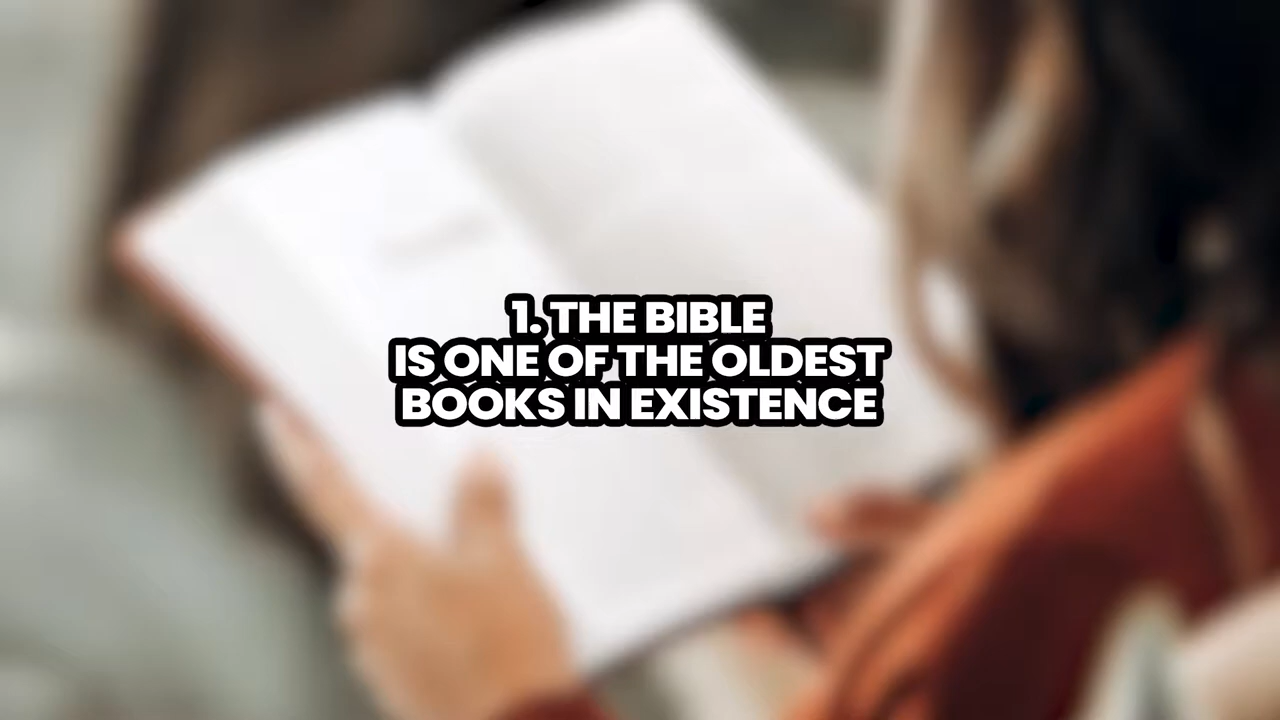 1. THE BIBLE
IS ONE OF THE OLDEST
BOOKS IN EXISTENCE